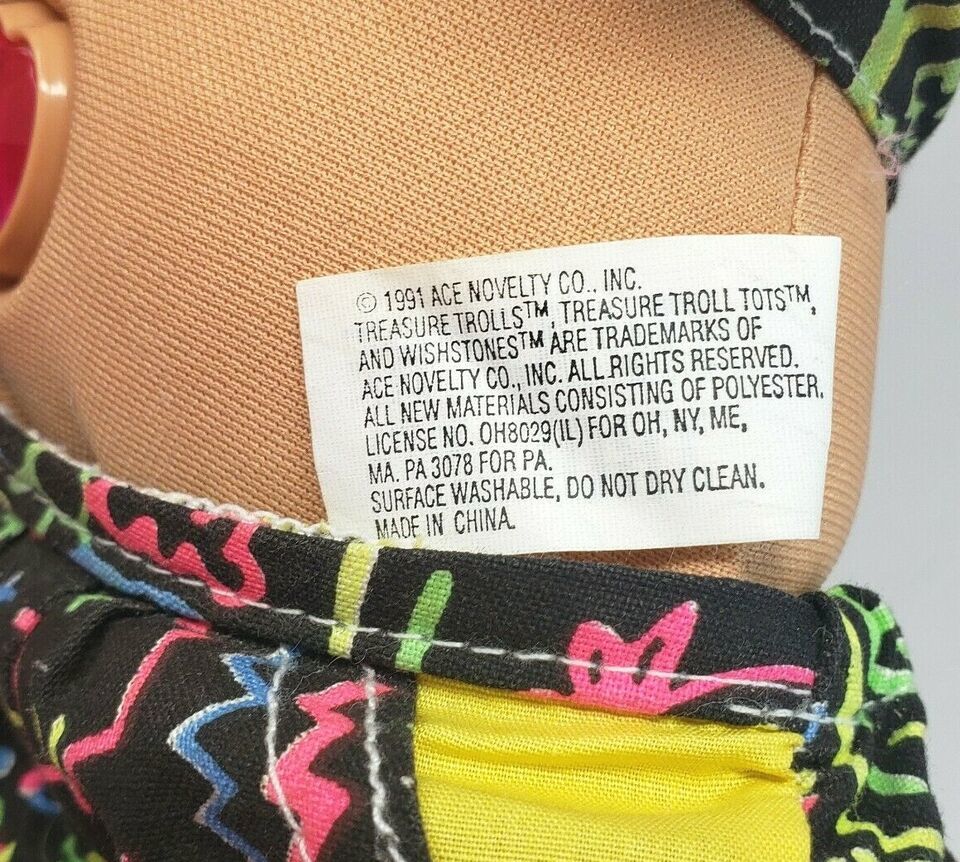 © 1991 ACE NOVELTY CO., INC.
TREASURE TROLLS™, TREASURE TROLL TOTS™,
AND WISHSTONES™ ARE TRADEMARKS OF
ACE NOVELTY CO., INC. ALL RIGHTS RESERVED.
ALL NEW MATERIALS CONSISTING OF POLYESTER.
LICENSE NO. OH8029(IL) FOR OH, NY, ME,
MA. PA 3078 FOR PA.
SURFACE WASHABLE, DO NOT DRY CLEAN.
MADE IN CHINA.